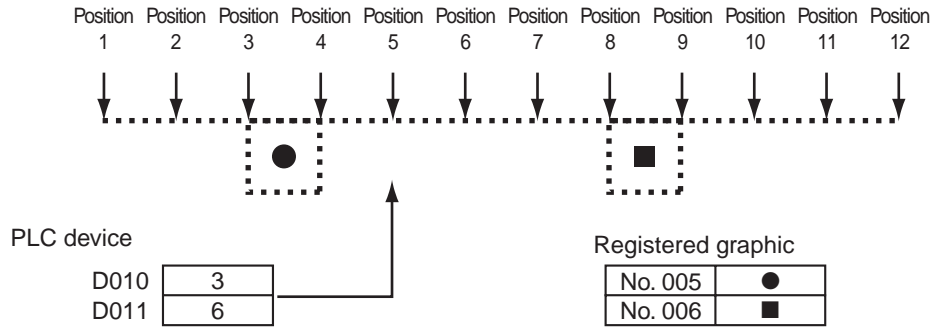 Position Position Position Position Position Position Position Position Position Position Position Position
1 2 3 4 5 6 7 8 9 10 11 12
PLC device
D010 3
D011 6
Registered graphic
No. 005
No. 006